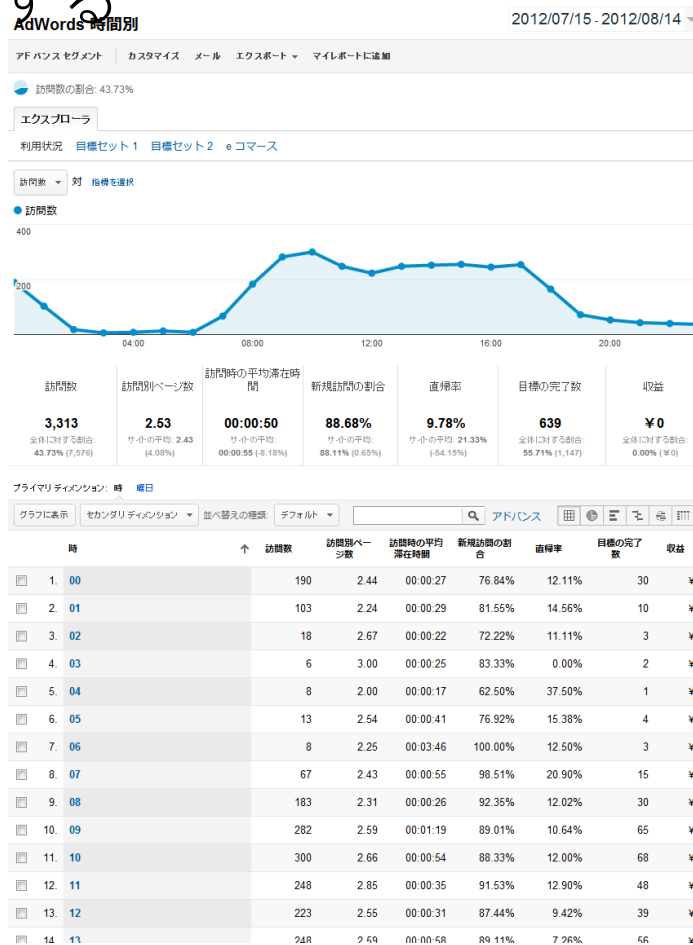 する
AdWords 時間別
2012/07/15 - 2012/08/14
アドバンス セグメント カスタマイズ メール エクスポート マイレポートに追加
訪問数の割合: 43.73%
エクスプローラ
利用状況 目標セット 1 目標セット 2 e コマース
訪問数 対 指標を選択
訪問数
400
200
04:00 08:00 12:00 16:00 20:00
訪問数 訪問別ページ数 訪問時の平均滞在時間 新規訪問の割合 直帰率 目標の完了数 収益
3,313 2.53 00:00:50 88.68% 9.78% 639 ¥0
全体に対する割合: サイトの平均: 2.43 サイトの平均: サイトの平均: サイトの平均: 21.33% 全体に対する割合: 全体に対する割合:
43.73% (7,576) (4.08%) 00:00:55 (-8.18%) 88.11% (0.65%) (-54.15%) 55.71% (1,147) 0.00% (¥0)
プライマリ ディメンション: 時 曜日
グラフに表示 セカンダリ ディメンション 並べ替えの種類: デフォルト アドバンス
時 訪問数 訪問別ページ数 訪問時の平均滞在時間 新規訪問の割合 直帰率 目標の完了数 収益
1. 00 190 2.44 00:00:27 76.84% 12.11% 30 ¥
2. 01 103 2.24 00:00:29 81.55% 14.56% 10 ¥
3. 02 18 2.67 00:00:22 72.22% 11.11% 3 ¥
4. 03 6 3.00 00:00:25 83.33% 0.00% 2 ¥
5. 04 8 2.00 00:00:17 62.50% 37.50% 1 ¥
6. 05 13 2.54 00:00:41 76.92% 15.38% 4 ¥
7. 06 8 2.25 00:03:46 100.00% 12.50% 3 ¥
8. 07 67 2.43 00:00:55 98.51% 20.90% 15 ¥
9. 08 183 2.31 00:00:26 92.35% 12.02% 30 ¥
10. 09 282 2.59 00:01:19 89.01% 10.64% 65 ¥
11. 10 300 2.66 00:00:54 88.33% 12.00% 68 ¥
12. 11 248 2.85 00:00:35 91.53% 12.90% 48 ¥
13. 12 223 2.55 00:00:31 87.44% 9.42% 39 ¥
14. 13 248 2.59 00:00:58 89.11% 7.26% 56 ¥